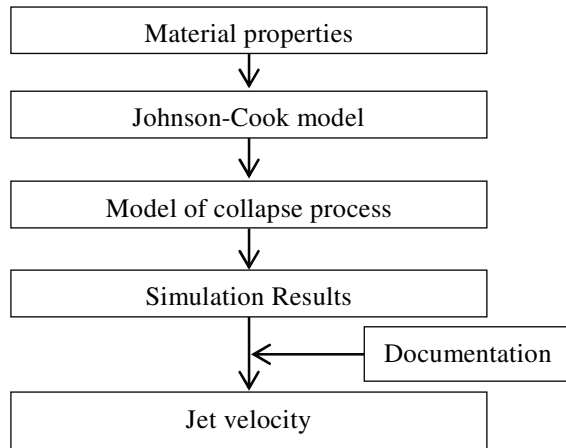 Material properties
Johnson-Cook model
Model of collapse process
Simulation Results
Documentation
Jet velocity